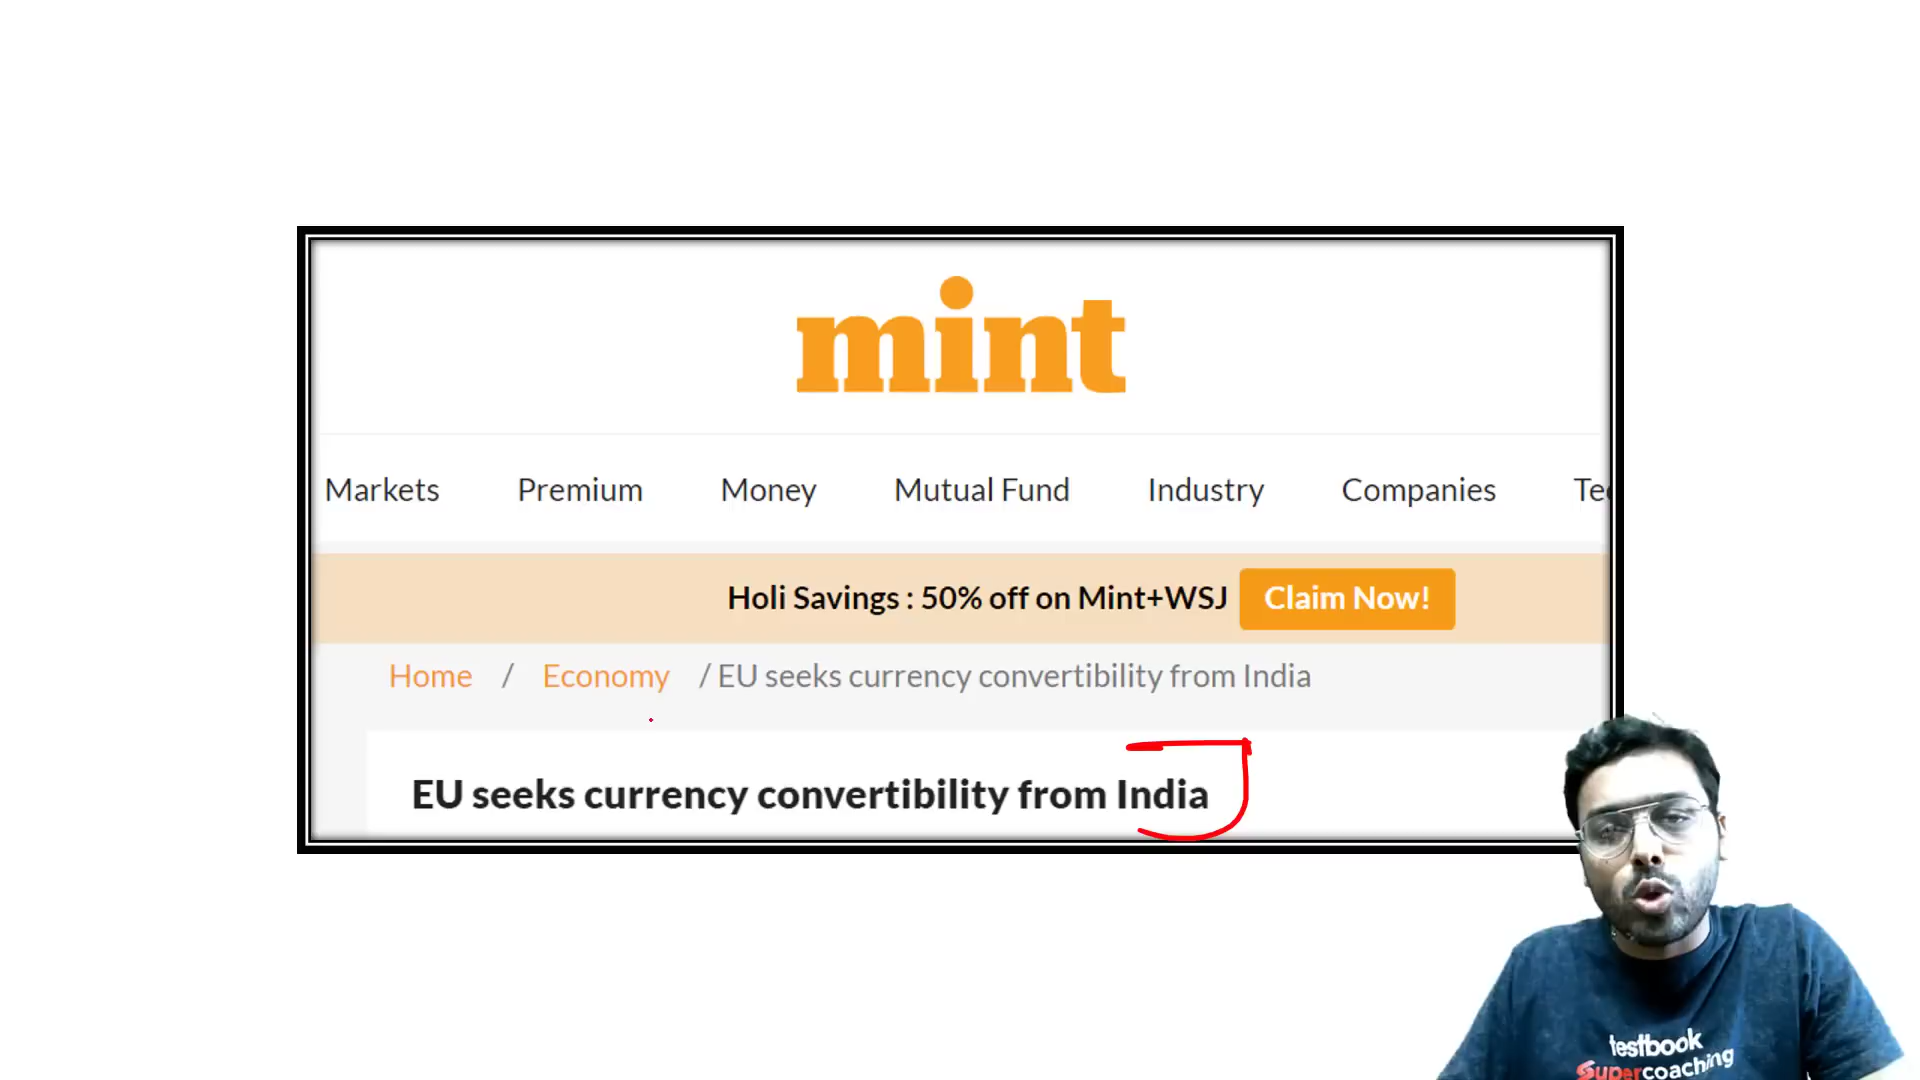 mint
Markets Premium Money Mutual Fund Industry Companies Tec
Holi Savings : 50% off on Mint+WSJ Claim Now!
Home / Economy / EU seeks currency convertibility from India
EU seeks currency convertibility from India
testbook
Supercoaching